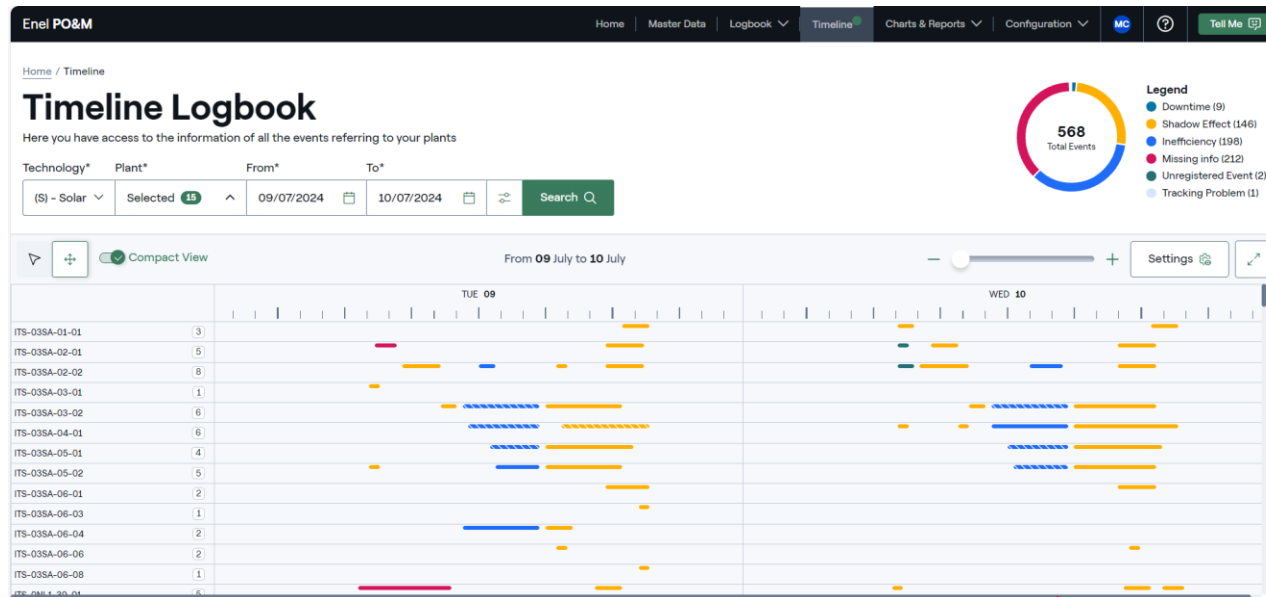 Enel PO&M
Home Master Data Logbook Timeline Charts & Reports Configuration MC Tell Me
Home / Timeline
Timeline Logbook
Here you have access to the information of all the events referring to your plants
Technology* Plant* From* To*
(S) - Solar Selected 15 09/07/2024 10/07/2024 Search
568
Total Events
Legend
Downtime (9)
Shadow Effect (146)
Inefficiency (198)
Missing info (212)
Unregistered Event (2)
Tracking Problem (1)
Compact View From 09 July to 10 July Settings
TUE 09 WED 10
ITS-03SA-01-01 3
ITS-03SA-02-01 5
ITS-03SA-02-02 8
ITS-03SA-03-01 1
ITS-03SA-03-02 6
ITS-03SA-04-01 6
ITS-03SA-05-01 4
ITS-03SA-05-02 5
ITS-03SA-06-01 2
ITS-03SA-06-03 1
ITS-03SA-06-04 2
ITS-03SA-06-06 2
ITS-03SA-06-08 1